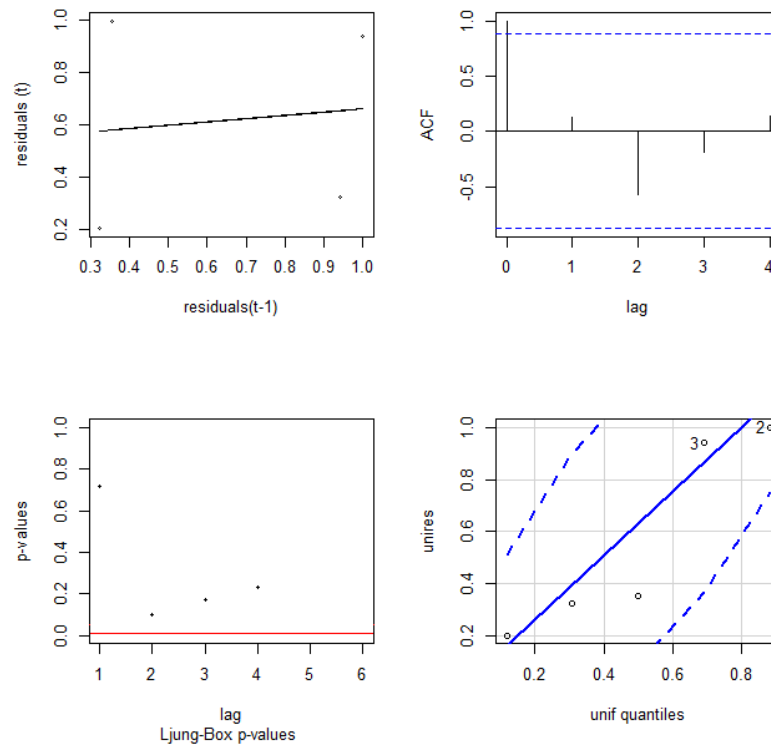 residuals (t)
1.0
0.8
0.6
0.4
0.2
0.3 0.4 0.5 0.6 0.7 0.8 0.9 1.0
residuals(t-1)
ACF
1.0
0.5
0.0
-0.5
0 1 2 3 4
lag
p-values
1.0
0.8
0.6
0.4
0.2
0.0
1 2 3 4 5 6
lag
Ljung-Box p-values
unires
1.0
0.8
0.6
0.4
0.2
3
2
0.2 0.4 0.6 0.8
unif quantiles